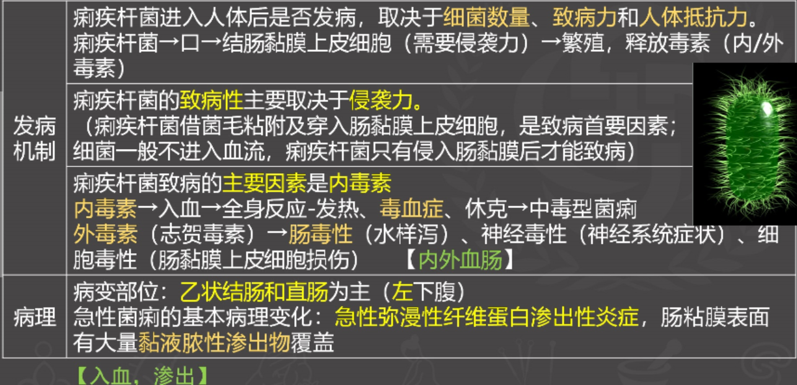 痢疾杆菌进入人体后是否发病，取决于细菌数量、致病力和人体抵抗力。
痢疾杆菌→口→结肠黏膜上皮细胞（需要侵袭力）→繁殖，释放毒素（内/外
毒素）
发病
机制
痢疾杆菌的致病性主要取决于侵袭力。
（痢疾杆菌借菌毛粘附及穿入肠黏膜上皮细胞，是致病首要因素；
细菌一般不进入血流，痢疾杆菌只有侵入肠黏膜后才能致病）
痢疾杆菌致病的主要因素是内毒素
内毒素→入血→全身反应-发热、毒血症、休克→中毒型菌痢
外毒素（志贺毒素）→肠毒性（水样泻）、神经毒性（神经系统症状）、细
胞毒性（肠黏膜上皮细胞损伤） 【内外血肠】
病理
病变部位：乙状结肠和直肠为主（左下腹）
急性菌痢的基本病理变化：急性弥漫性纤维蛋白渗出性炎症，肠粘膜表面
有大量黏液脓性渗出物覆盖
【入血，渗出】